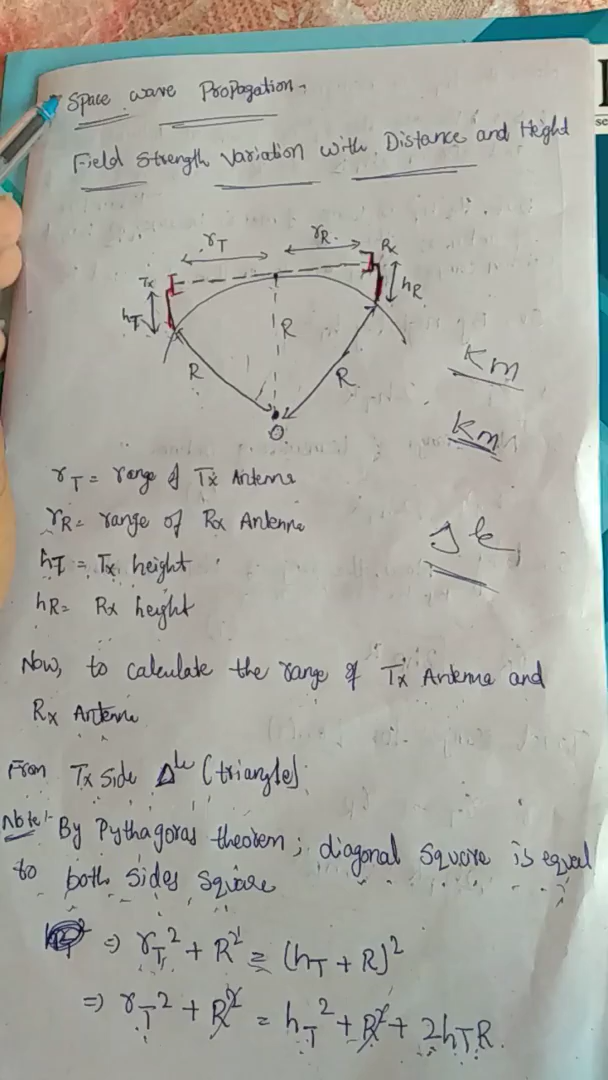 Space wave Propagation.
Field Strength Variation with Distance and Height
rT
rR
Rx
Tx
hT
hR
R
R
R
O
Km
Km
rT = range of Tx Antenna
rR = range of Rx Antenna
hT = Tx height
hR = Rx height
Now, to calculate the range of Tx Antenna and
Rx Antenna
From Tx side Δle (triangle)
Note:- By Pythagoras theorem; diagonal square is equal
to both sides square
⇒ rT² + R² = (hT + R)²
⇒ rT² + R² = hT² + R² + 2hTR